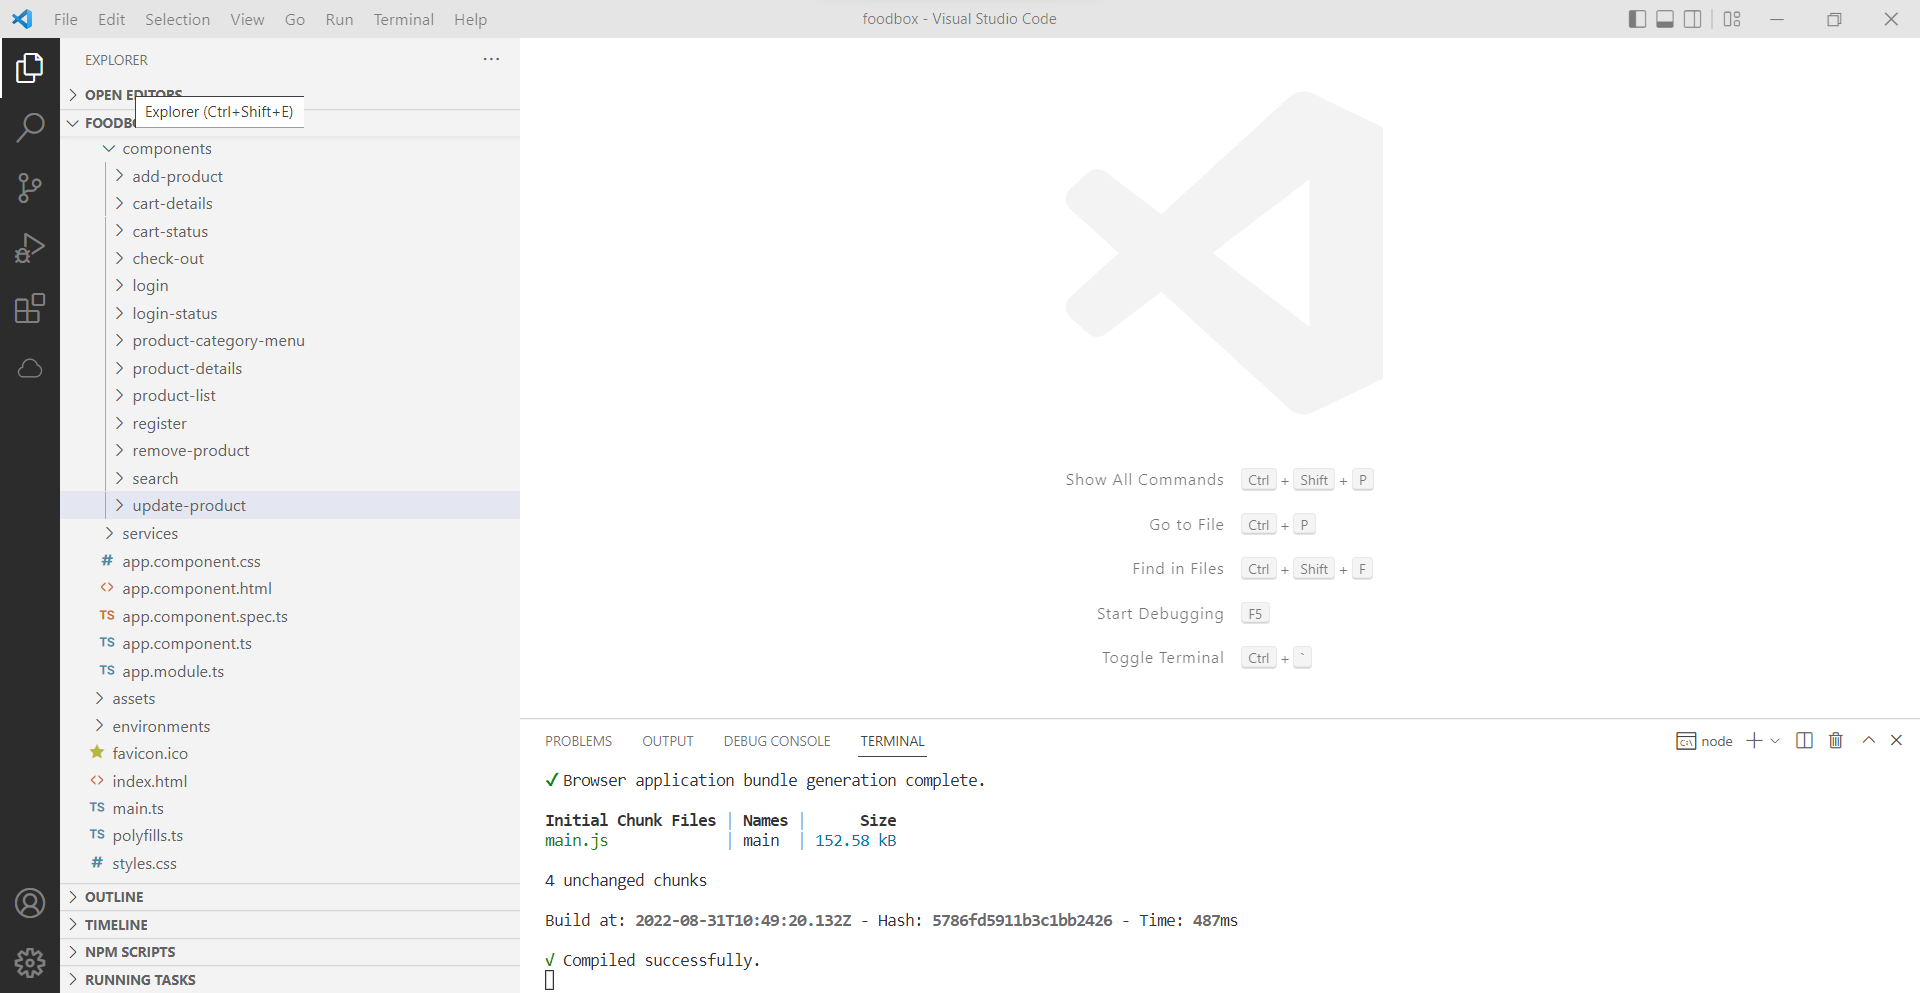 File Edit Selection View Go Run Terminal Help
foodbox - Visual Studio Code
EXPLORER
OPEN EDITORS
Explorer (Ctrl+Shift+E)
FOODBO
components
add-product
cart-details
cart-status
check-out
login
login-status
product-category-menu
product-details
product-list
register
remove-product
search
update-product
services
# app.component.css
<> app.component.html
TS app.component.spec.ts
TS app.component.ts
TS app.module.ts
assets
environments
favicon.ico
<> index.html
TS main.ts
TS polyfills.ts
# styles.css
OUTLINE
TIMELINE
NPM SCRIPTS
RUNNING TASKS
Show All Commands Ctrl + Shift + P
Go to File Ctrl + P
Find in Files Ctrl + Shift + F
Start Debugging F5
Toggle Terminal Ctrl + `
PROBLEMS OUTPUT DEBUG CONSOLE TERMINAL
node
✓ Browser application bundle generation complete.
Initial Chunk Files | Names | Size
main.js | main | 152.58 kB
4 unchanged chunks
Build at: 2022-08-31T10:49:20.132Z - Hash: 5786fd5911b3c1bb2426 - Time: 487ms
√ Compiled successfully.